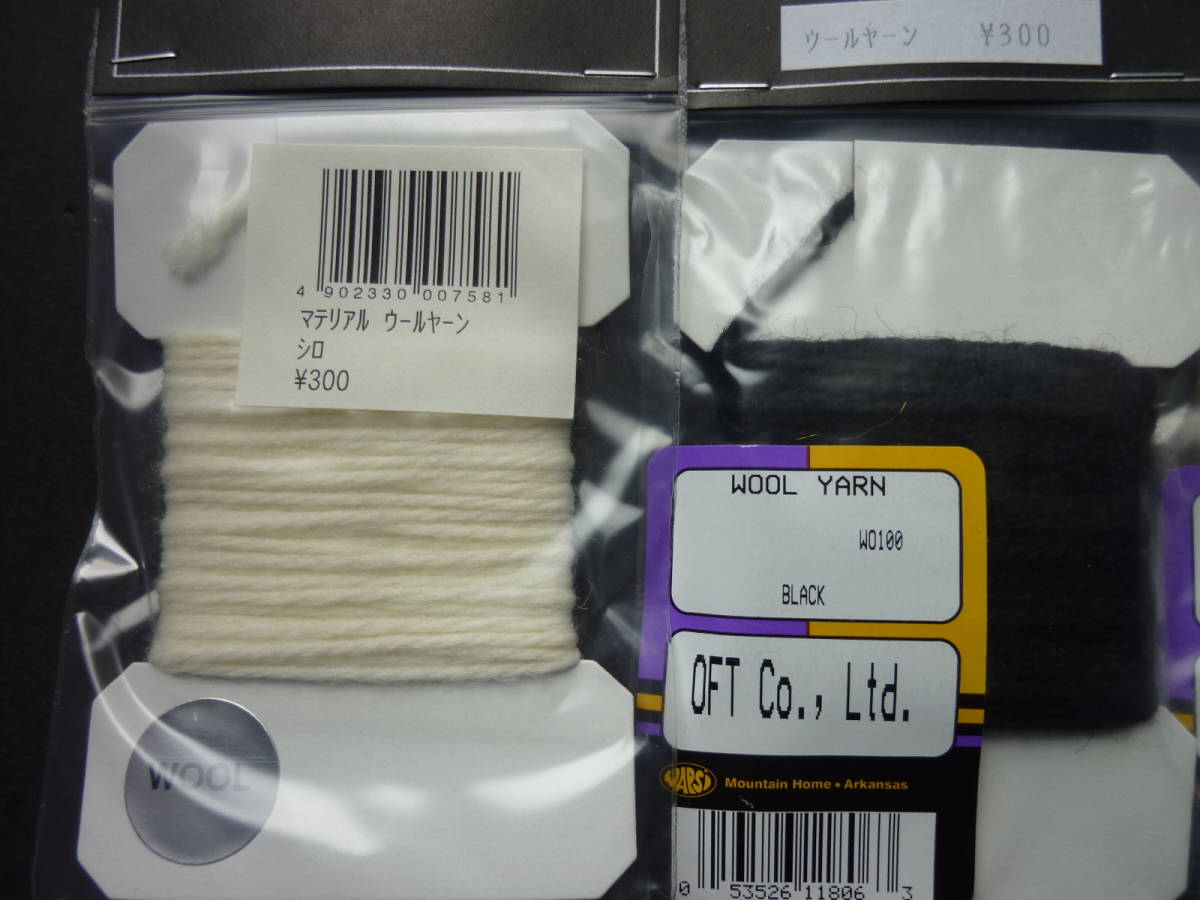 ウールヤーン ¥300
4 902330 007581
マテリアル ウールヤーン
シロ
¥300
WOOL
WOOL YARN
WO100
BLACK
OFT Co., Ltd.
WAPSI Mountain Home • Arkansas
0 53526 11806 3